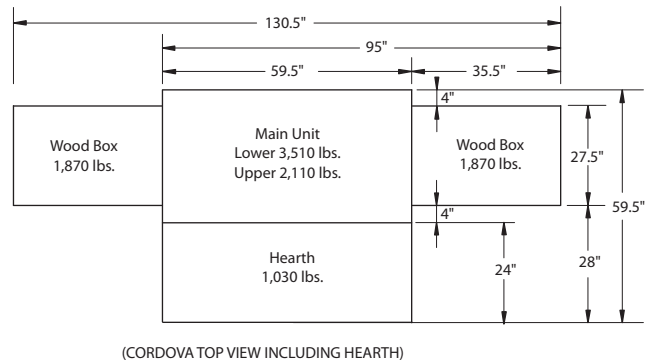 130.5"
95"
59.5"
35.5"
4"
Wood Box
1,870 lbs.
Main Unit
Lower 3,510 lbs.
Upper 2,110 lbs.
Wood Box
1,870 lbs.
27.5"
59.5"
4"
Hearth
1,030 lbs.
24"
28"
(CORDOVA TOP VIEW INCLUDING HEARTH)